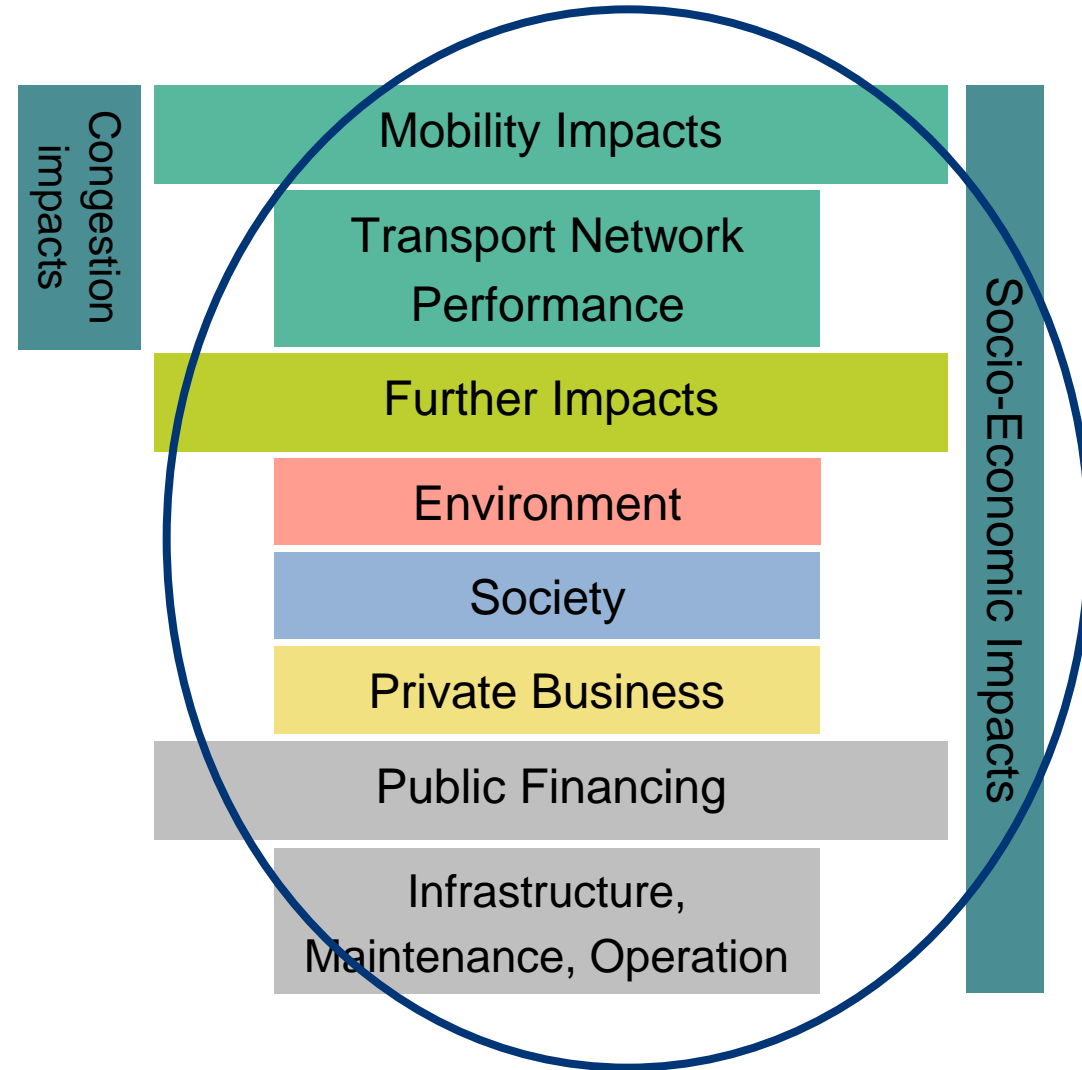 Congestion
impacts
Mobility Impacts
Transport Network
Performance
Further Impacts
Environment
Society
Private Business
Public Financing
Infrastructure,
Maintenance, Operation
Socio-Economic Impacts